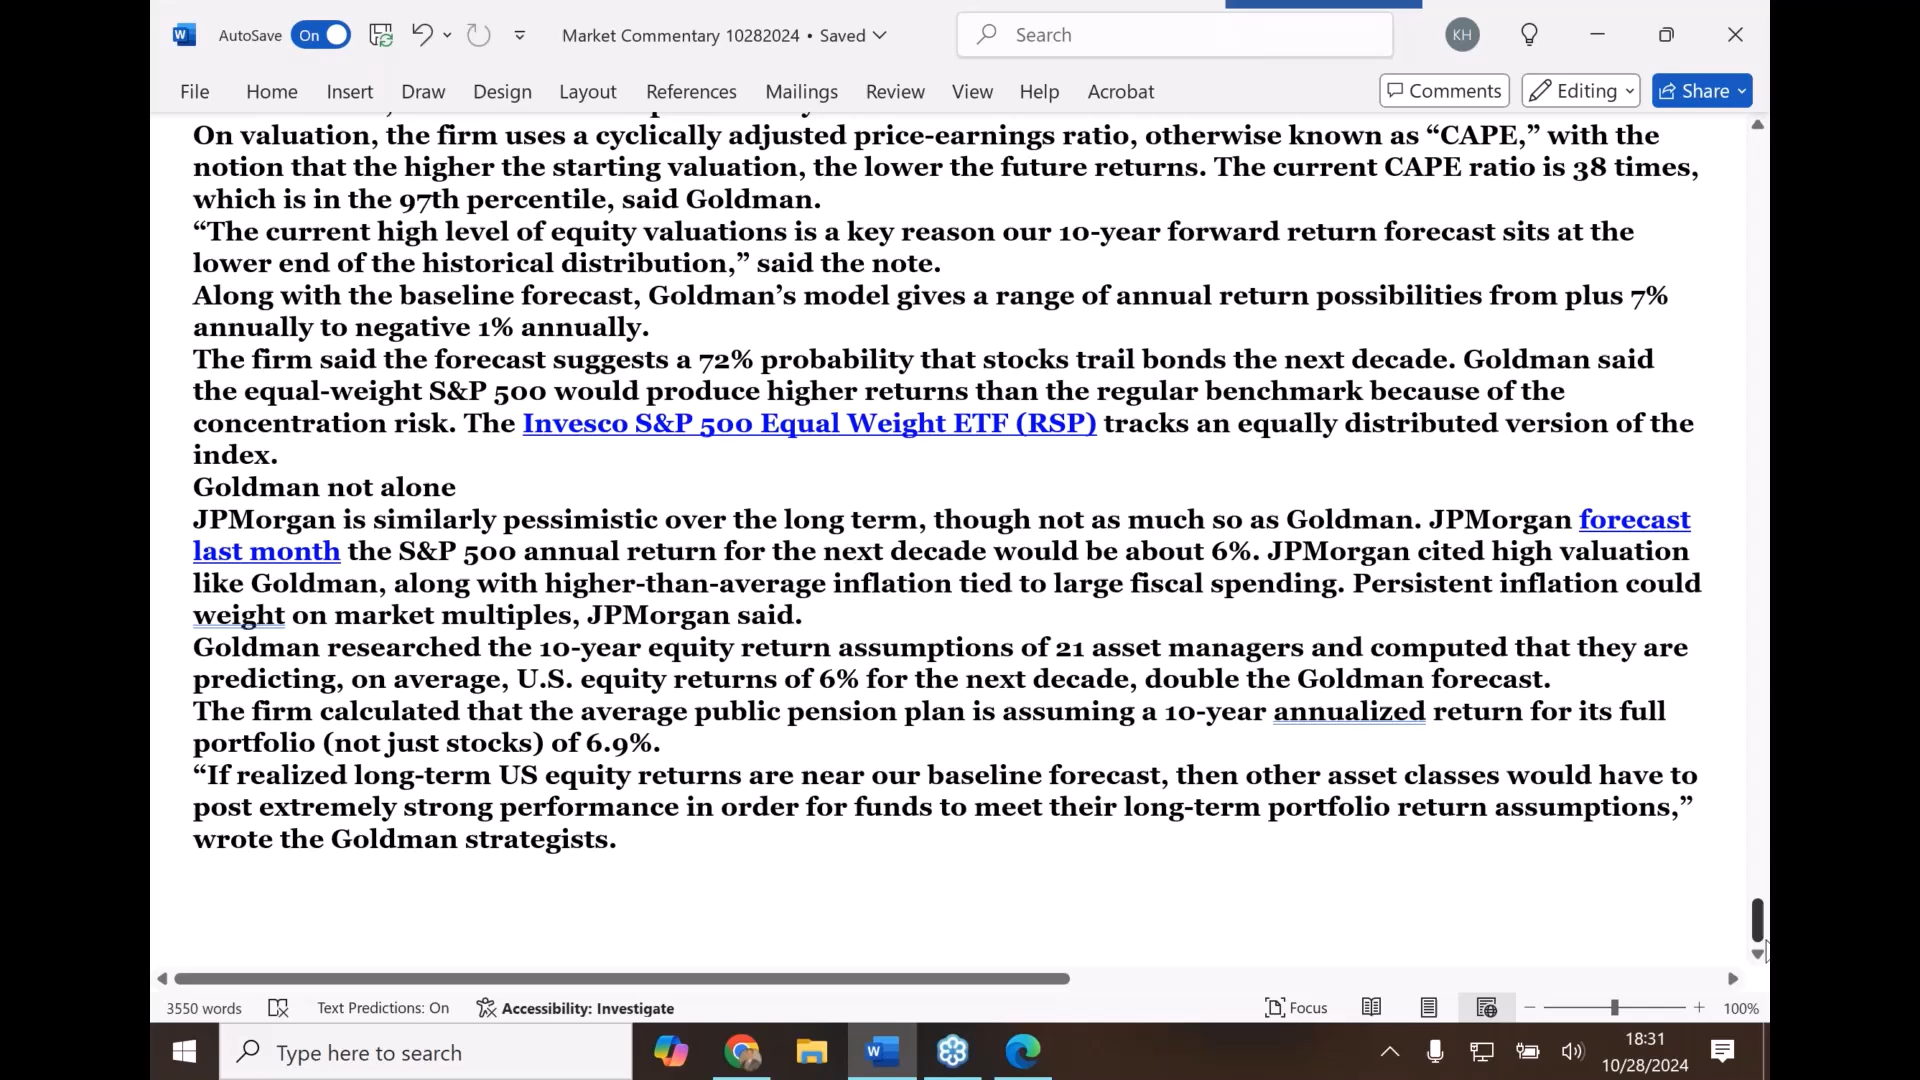 AutoSave On Market Commentary 10282024 • Saved Search KH
File Home Insert Draw Design Layout References Mailings Review View Help Acrobat Comments Editing Share
On valuation, the firm uses a cyclically adjusted price-earnings ratio, otherwise known as “CAPE,” with the
notion that the higher the starting valuation, the lower the future returns. The current CAPE ratio is 38 times,
which is in the 97th percentile, said Goldman.
“The current high level of equity valuations is a key reason our 10-year forward return forecast sits at the
lower end of the historical distribution,” said the note.
Along with the baseline forecast, Goldman’s model gives a range of annual return possibilities from plus 7%
annually to negative 1% annually.
The firm said the forecast suggests a 72% probability that stocks trail bonds the next decade. Goldman said
the equal-weight S&P 500 would produce higher returns than the regular benchmark because of the
concentration risk. The Invesco S&P 500 Equal Weight ETF (RSP) tracks an equally distributed version of the
index.
Goldman not alone
JPMorgan is similarly pessimistic over the long term, though not as much so as Goldman. JPMorgan forecast
last month the S&P 500 annual return for the next decade would be about 6%. JPMorgan cited high valuation
like Goldman, along with higher-than-average inflation tied to large fiscal spending. Persistent inflation could
weight on market multiples, JPMorgan said.
Goldman researched the 10-year equity return assumptions of 21 asset managers and computed that they are
predicting, on average, U.S. equity returns of 6% for the next decade, double the Goldman forecast.
The firm calculated that the average public pension plan is assuming a 10-year annualized return for its full
portfolio (not just stocks) of 6.9%.
“If realized long-term US equity returns are near our baseline forecast, then other asset classes would have to
post extremely strong performance in order for funds to meet their long-term portfolio return assumptions,”
wrote the Goldman strategists.
3550 words Text Predictions: On Accessibility: Investigate Focus 100%
Type here to search
18:31
10/28/2024